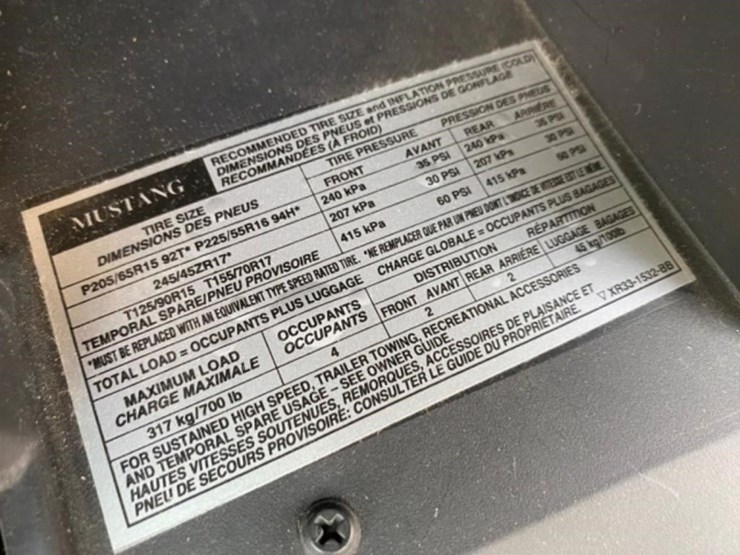 MUSTANG
RECOMMENDED TIRE SIZE and INFLATION PRESSURE (COLD)
DIMENSIONS DES PNEUS et PRESSIONS DE GONFLAGE
RECOMMANDÉES (À FROID)
TIRE SIZE
DIMENSIONS DES PNEUS
TIRE PRESSURE PRESSION DES PNEUS
FRONT AVANT REAR ARRIÈRE
P205/65R15 92T* P225/55R16 94H* 240 kPa 35 PSI 240 kPa 35 PSI
245/45ZR17* 207 kPa 30 PSI 207 kPa 30 PSI
T125/90R15 T155/70R17
TEMPORAL SPARE/PNEU PROVISOIRE 415 kPa 60 PSI 415 kPa 60 PSI
*MUST BE REPLACED WITH AN EQUIVALENT TYPE SPEED RATED TIRE. *NE REMPLACER QUE PAR UN PNEU DONT L'INDICE DE VITESSE EST LE MÊME.
TOTAL LOAD = OCCUPANTS PLUS LUGGAGE CHARGE GLOBALE = OCCUPANTS PLUS BAGAGES
MAXIMUM LOAD
CHARGE MAXIMALE
OCCUPANTS
OCCUPANTS
DISTRIBUTION RÉPARTITION
FRONT AVANT REAR ARRIÈRE LUGGAGE BAGAGES
317 kg/700 lb 4 2 2 45 kg/100lb
FOR SUSTAINED HIGH SPEED, TRAILER TOWING, RECREATIONAL ACCESSORIES
AND TEMPORAL SPARE USAGE - SEE OWNER GUIDE.
HAUTES VITESSES SOUTENUES, REMORQUES, ACCESSOIRES DE PLAISANCE ET
PNEU DE SECOURS PROVISOIRE: CONSULTER LE GUIDE DU PROPRIÉTAIRE.
▽ XR33-1532-BB